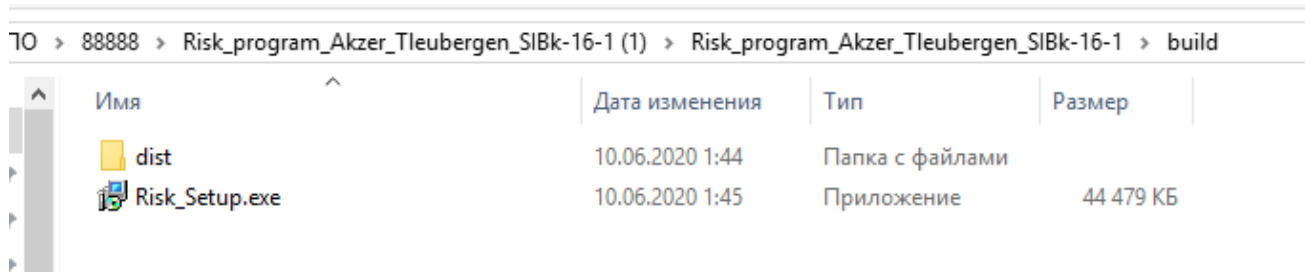 ПО > 88888 > Risk_program_Akzer_Tleubergen_SIBk-16-1 (1) > Risk_program_Akzer_Tleubergen_SIBk-16-1 > build
Имя Дата изменения Тип Размер
dist 10.06.2020 1:44 Папка с файлами
Risk_Setup.exe 10.06.2020 1:45 Приложение 44 479 КБ